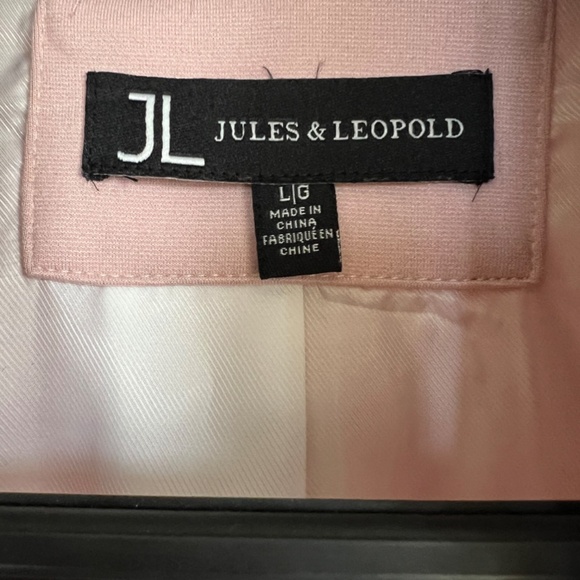 JL JULES & LEOPOLD
L|G
MADE IN
CHINA
FABRIQUÉ EN
CHINE